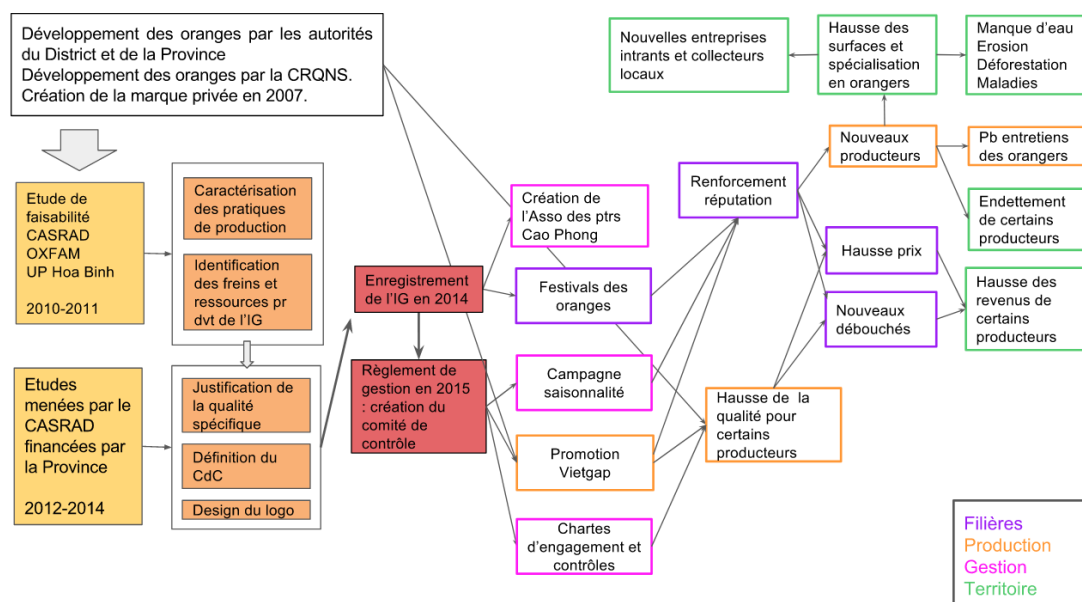 Développement des oranges par les autorités
du District et de la Province
Développement des oranges par la CRQNS.
Création de la marque privée en 2007.
Etude de
faisabilité
CASRAD
OXFAM
UP Hoa Binh
2010-2011
Caractérisation
des pratiques
de production
Identification
des freins et
ressources pr
dvt de l'IG
Etudes
menées par le
CASRAD
financées par
la Province
2012-2014
Justification de
la qualité
spécifique
Définition du
CdC
Design du logo
Enregistrement
de l'IG en 2014
Règlement de
gestion en 2015
: création du
comité de
contrôle
Création de
l'Asso des ptrs
Cao Phong
Festivals des
oranges
Campagne
saisonnalité
Promotion
Vietgap
Chartes
d'engagement et
contrôles
Renforcement
réputation
Hausse de la
qualité pour
certains
producteurs
Nouvelles entreprises
intrants et collecteurs
locaux
Hausse des
surfaces et
spécialisation
en orangers
Manque d'eau
Erosion
Déforestation
Maladies
Nouveaux
producteurs
Pb entretiens
des orangers
Endettement
de certains
producteurs
Hausse prix
Nouveaux
débouchés
Hausse des
revenus de
certains
producteurs
Filières
Production
Gestion
Territoire